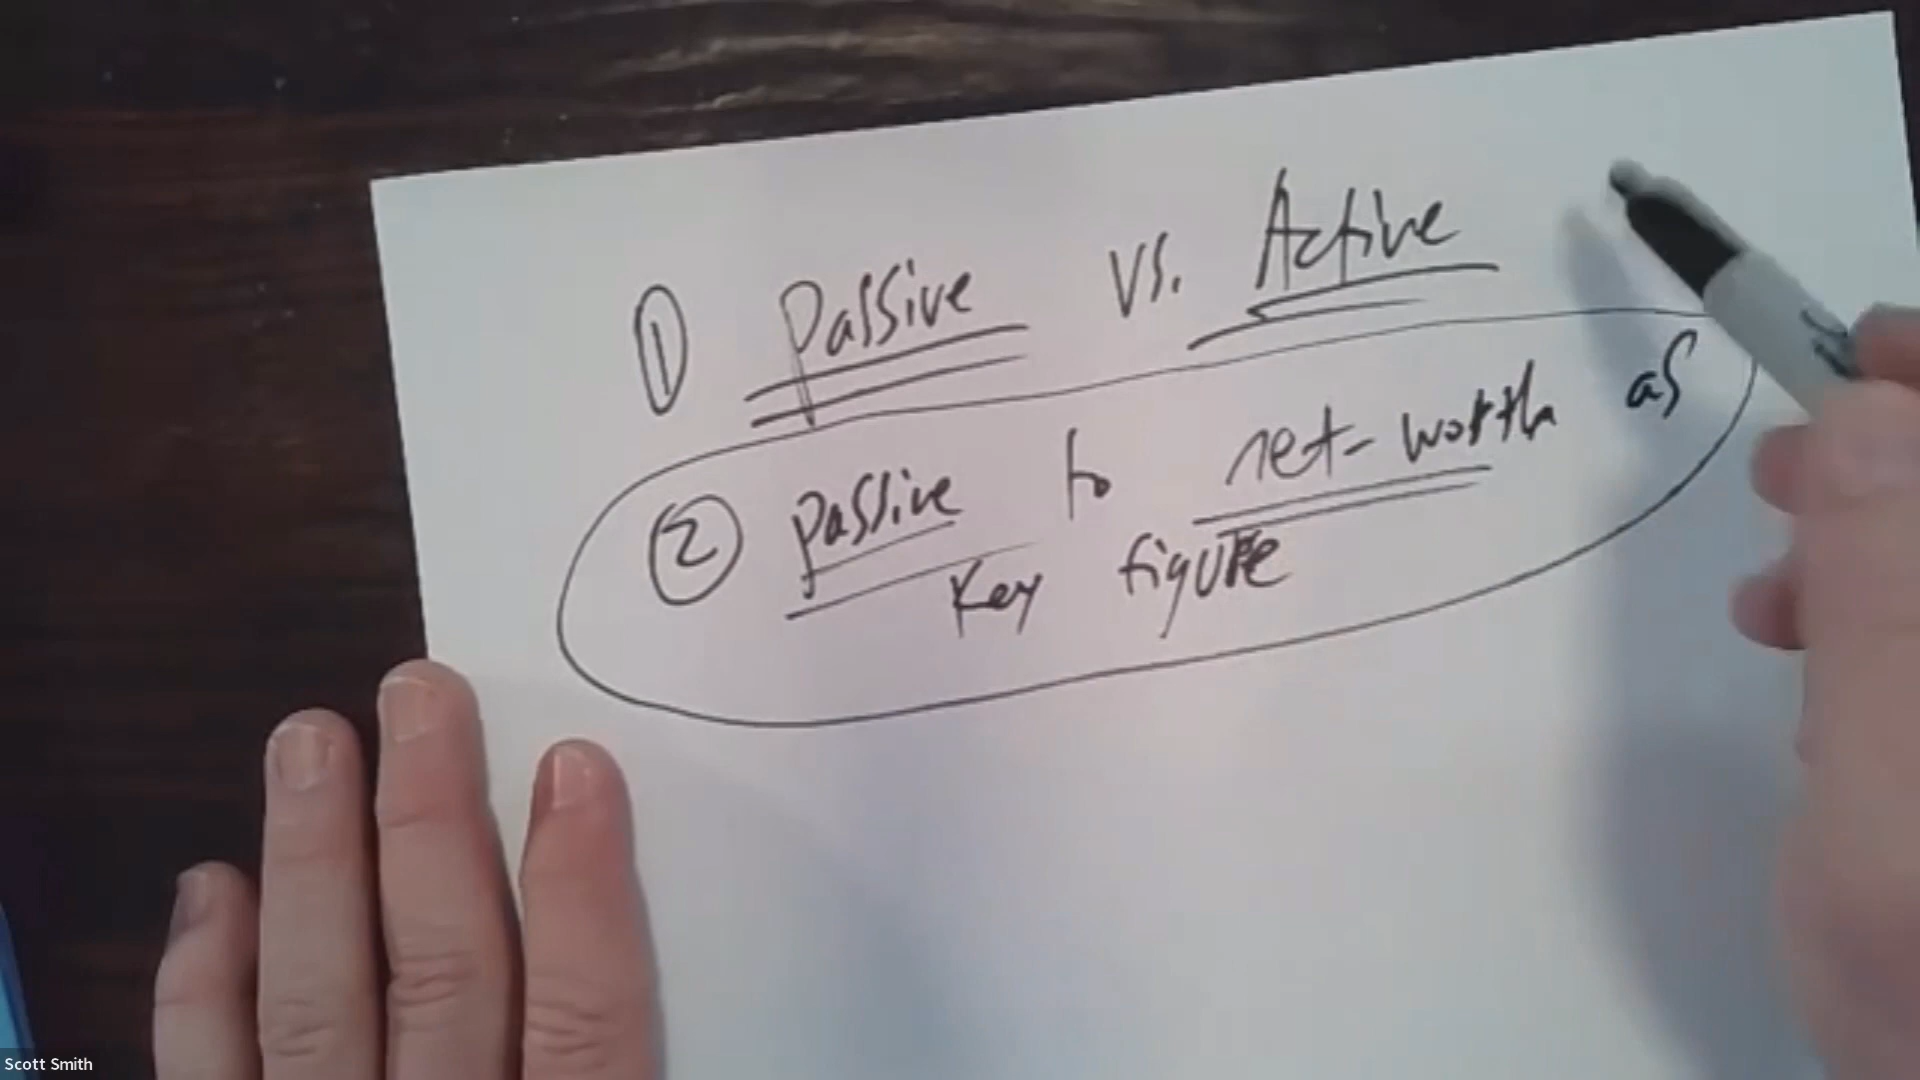 ① Passive vs. Active
② passive to net-worth as
key figure
Scott Smith